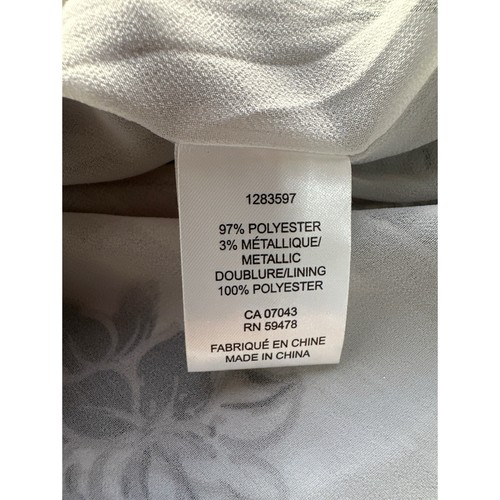 1283597
97% POLYESTER
3% MÉTALLIQUE/
METALLIC
DOUBLURE/LINING
100% POLYESTER
CA 07043
RN 59478
FABRIQUÉ EN CHINE
MADE IN CHINA